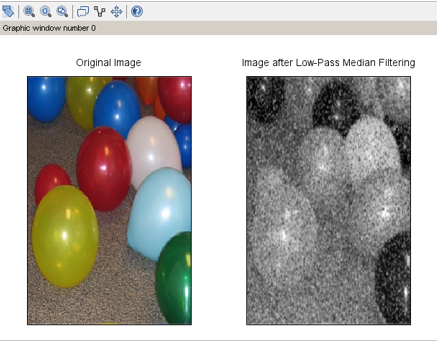 Graphic window number 0
Original Image
Image after Low-Pass Median Filtering